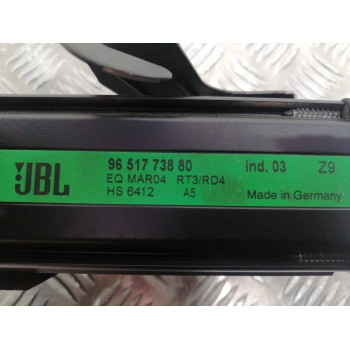 JBL
96 517 738 80 Ind. 03 Z9
EQ MAR04 RT3/RD4
HS 6412 A5 Made in Germany